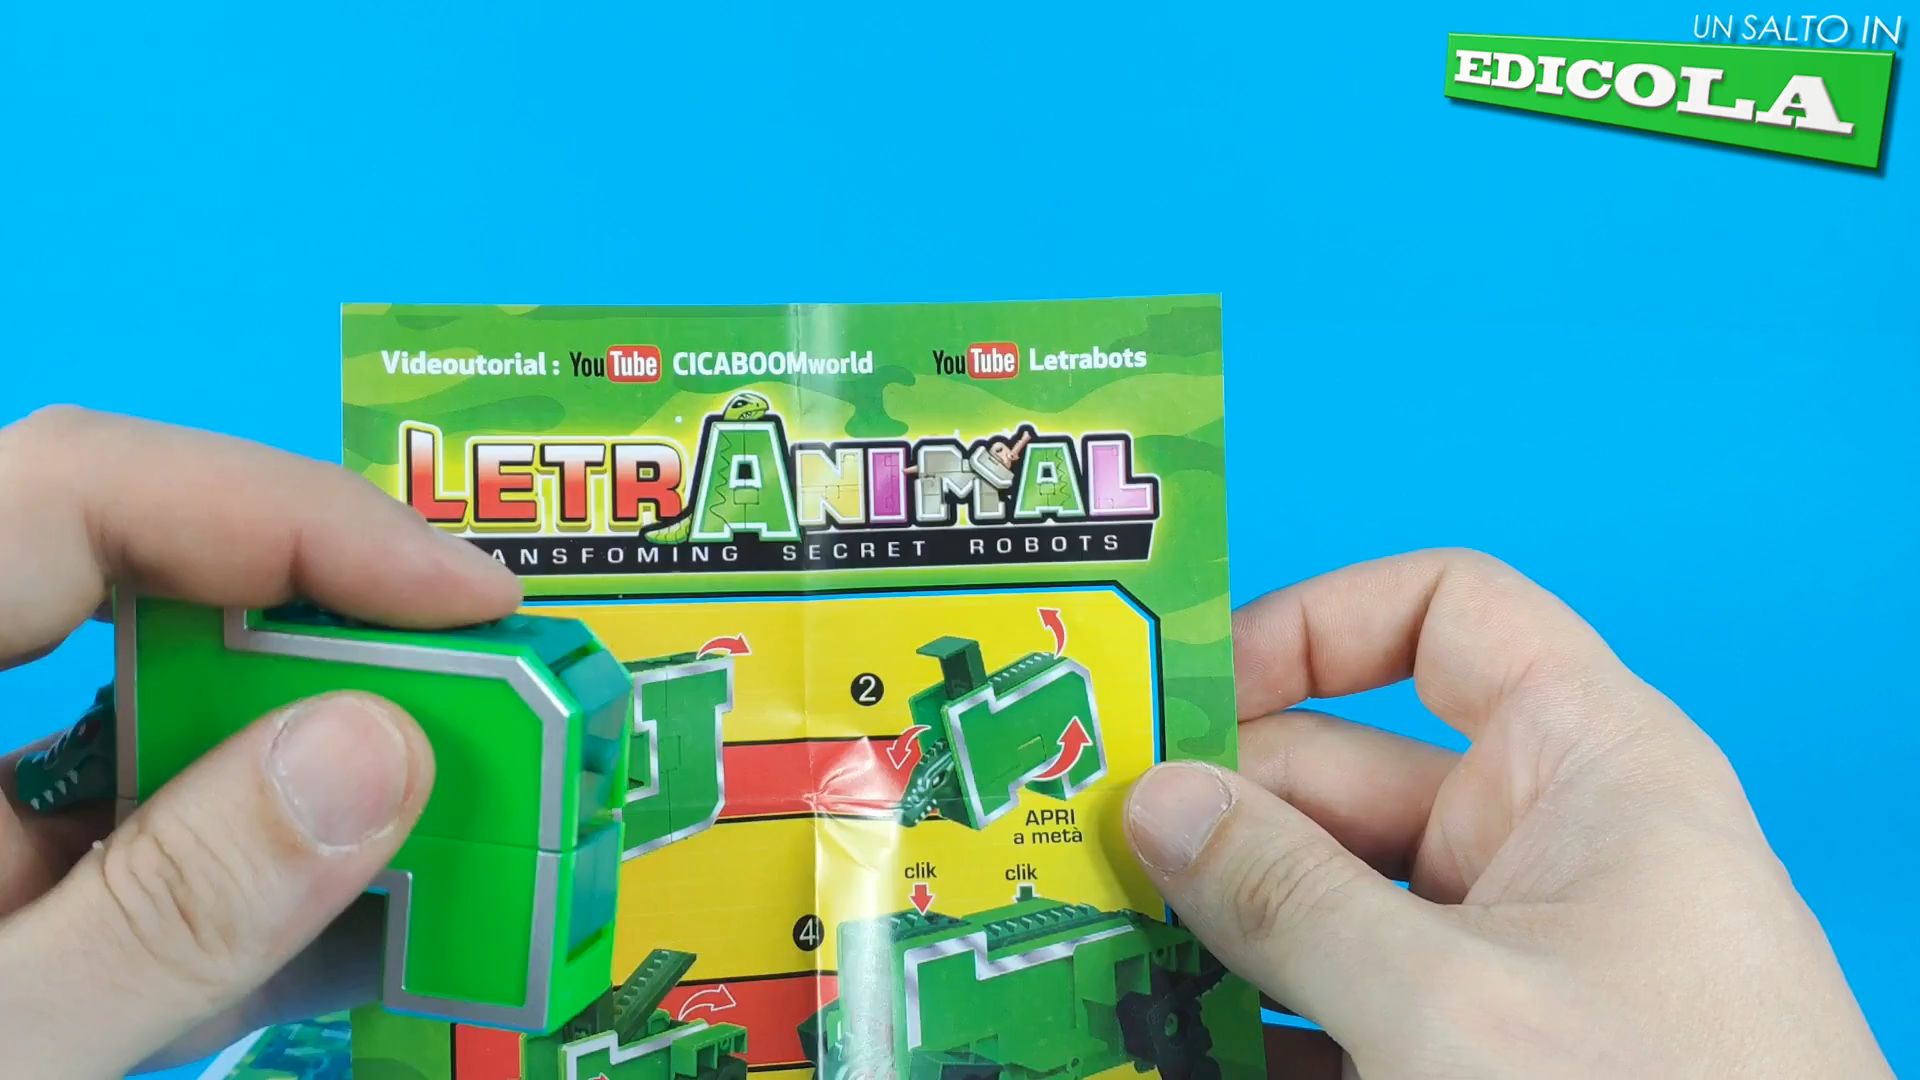 UN SALTO IN
EDICOLA
Videoutorial : YouTube CICABOOMworld
YouTube Letrabots
LETRANIMAL
ANSFOMING SECRET ROBOTS
2
APRI
a metà
clik
clik
4